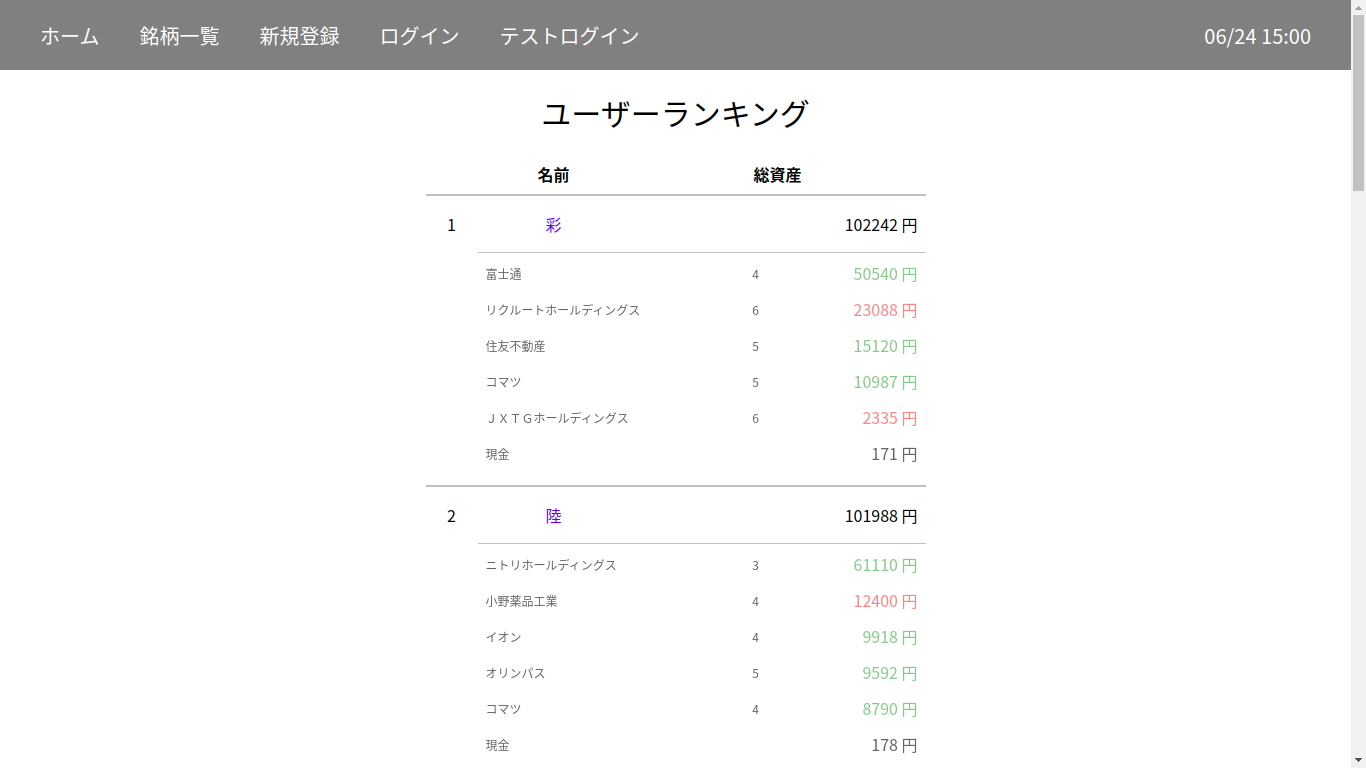 ホーム 銘柄一覧 新規登録 ログイン テストログイン 06/24 15:00
ユーザーランキング
名前 総資産
1 彩 102242 円
富士通 4 50540 円
リクルートホールディングス 6 23088 円
住友不動産 5 15120 円
コマツ 5 10987 円
ＪＸＴＧホールディングス 6 2335 円
現金 171 円
2 陸 101988 円
ニトリホールディングス 3 61110 円
小野薬品工業 4 12400 円
イオン 4 9918 円
オリンパス 5 9592 円
コマツ 4 8790 円
現金 178 円